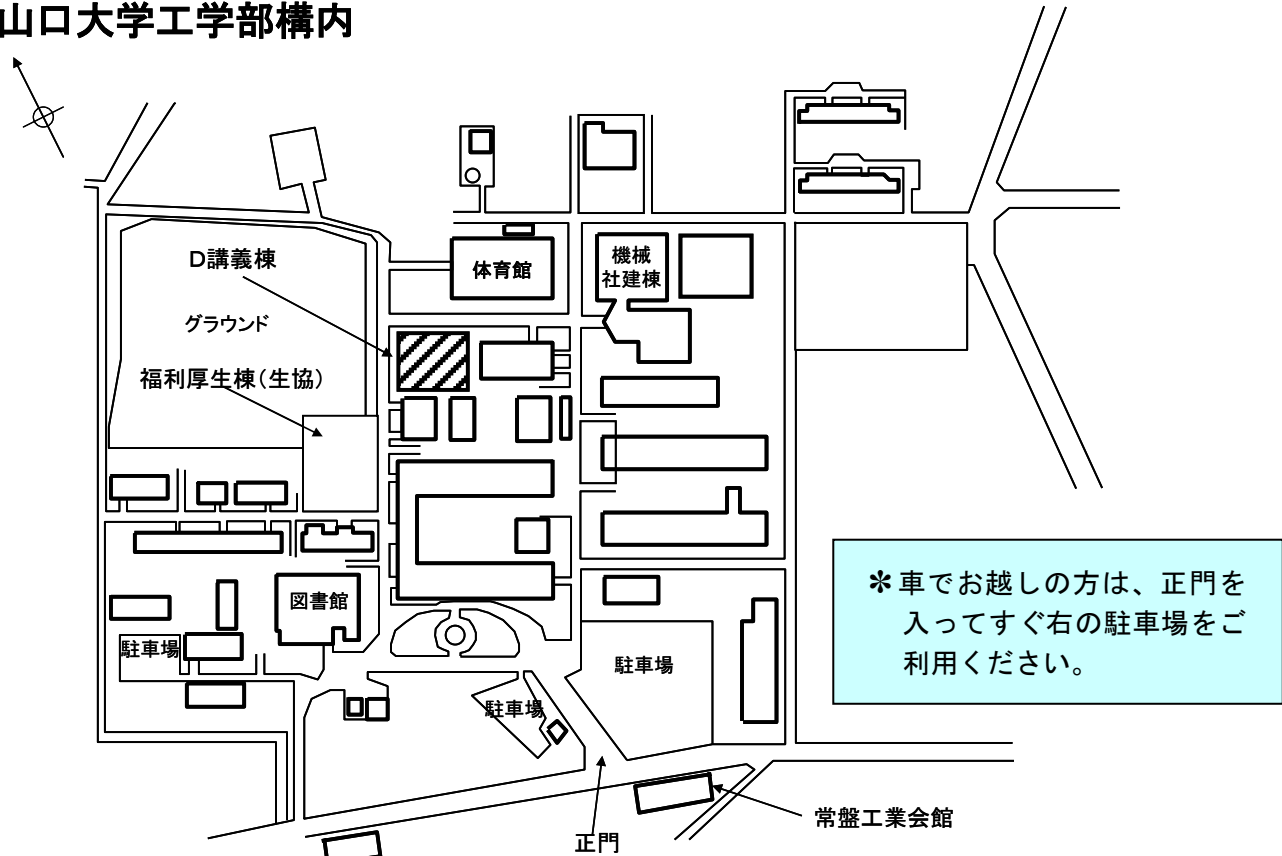 山口大学工学部構内
D講義棟
体育館
機械
社建棟
グラウンド
福利厚生棟(生協)
図書館
駐車場
駐車場
駐車場
✽車でお越しの方は、正門を
入ってすぐ右の駐車場をご
利用ください。
常盤工業会館
正門